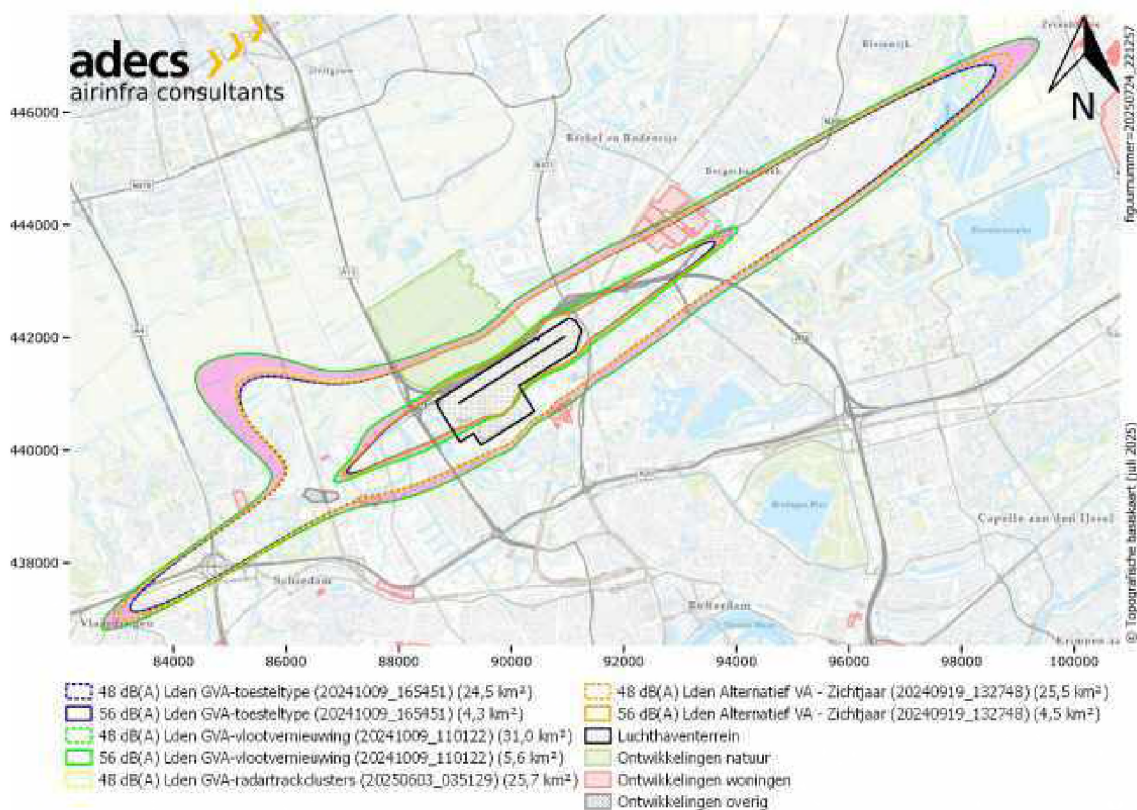 adecs
airinfra consultants
N
figuurnummer=20250724_221257
© Topografische basiskaart (juli 2025)
446000
444000
442000
440000
438000
84000
86000
88000
90000
92000
94000
96000
98000
100000
Bleiswijk
Berkel en Rodenrijs
Bergschenhoek
A13
A4
Schiedam
Vlaardingen
Rotterdam
Capelle aan den IJssel
48 dB(A) Lden GVA-toesteltype (20241009_165451) (24,5 km²)
56 dB(A) Lden GVA-toesteltype (20241009_165451) (4,3 km²)
48 dB(A) Lden GVA-vlootvernieuwing (20241009_110122) (31,0 km²)
56 dB(A) Lden GVA-vlootvernieuwing (20241009_110122) (5,6 km²)
48 dB(A) Lden GVA-radartrackclusters (20250603_035129) (25,7 km²)
48 dB(A) Lden Alternatief VA - Zichtjaar (20240919_132748) (25,5 km²)
56 dB(A) Lden Alternatief VA - Zichtjaar (20240919_132748) (4,5 km²)
Luchthaventerrein
Ontwikkelingen natuur
Ontwikkelingen woningen
Ontwikkelingen overig